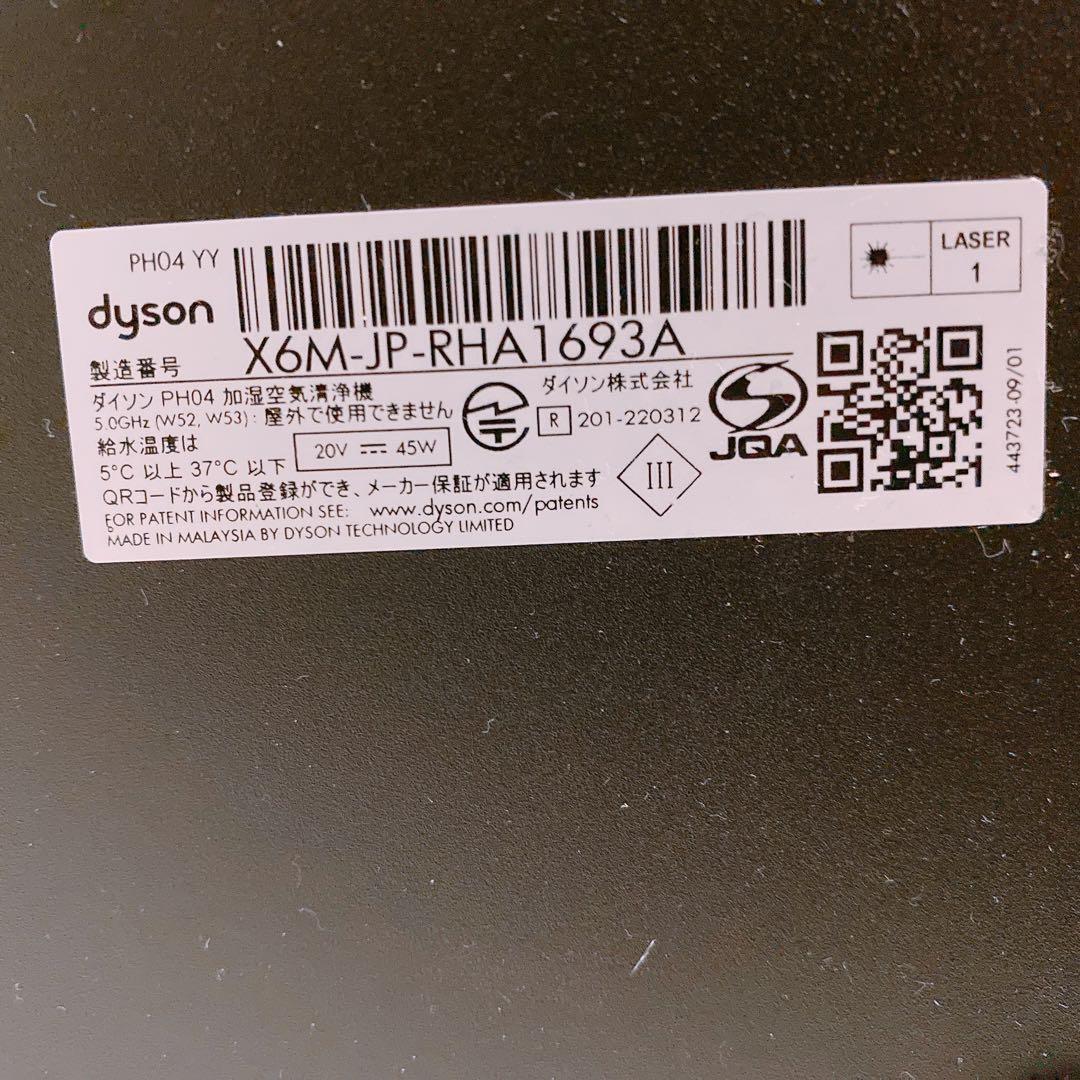 PH04 YY
dyson
製造番号
X6M-JP-RHA1693A
LASER
1
ダイソン PH04 加湿空気清浄機
5.0GHz (W52, W53) : 屋外で使用できません
給水温度は
5°C 以上 37°C 以下
20V ⎓ 45W
ダイソン株式会社
R 201-220312
JQA
III
QRコードから製品登録ができ、メーカー保証が適用されます
FOR PATENT INFORMATION SEE: www.dyson.com/patents
MADE IN MALAYSIA BY DYSON TECHNOLOGY LIMITED
443723-09/01